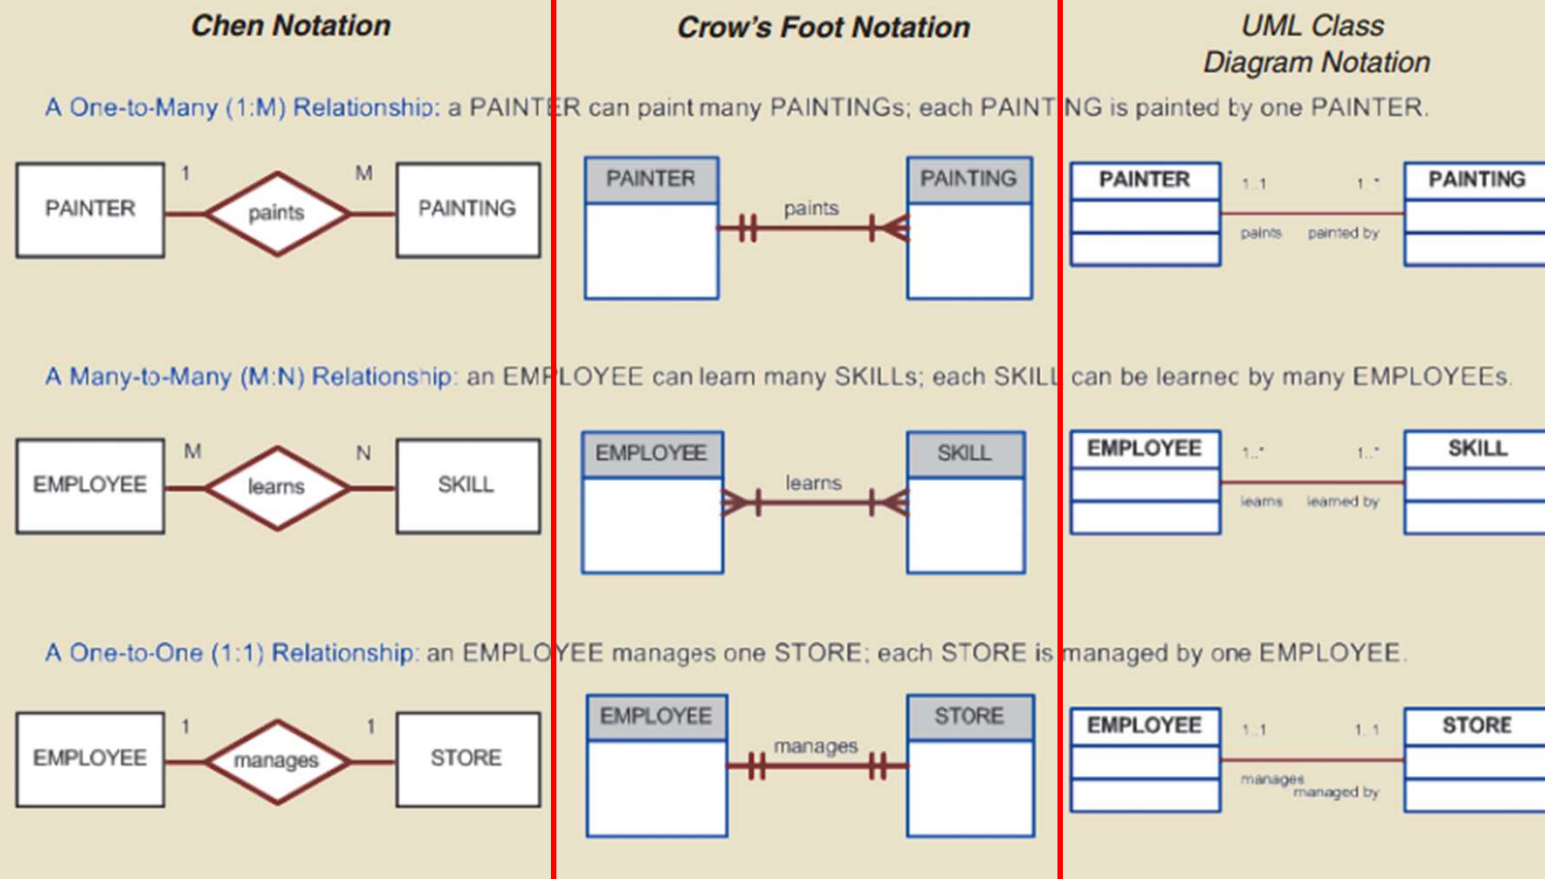 Chen Notation
Crow's Foot Notation
UML Class
Diagram Notation
A One-to-Many (1:M) Relationship: a PAINTER can paint many PAINTINGs; each PAINTING is painted by one PAINTER.
PAINTER
1
paints
M
PAINTING
PAINTER
paints
PAINTING
PAINTER
1..1
1..*
paints
painted by
PAINTING
A Many-to-Many (M:N) Relationship: an EMPLOYEE can learn many SKILLs; each SKILL can be learned by many EMPLOYEEs.
EMPLOYEE
M
learns
N
SKILL
EMPLOYEE
learns
SKILL
EMPLOYEE
1..*
1..*
learns
learned by
SKILL
A One-to-One (1:1) Relationship: an EMPLOYEE manages one STORE; each STORE is managed by one EMPLOYEE.
EMPLOYEE
1
manages
1
STORE
EMPLOYEE
manages
STORE
EMPLOYEE
1..1
1..1
manages
managed by
STORE